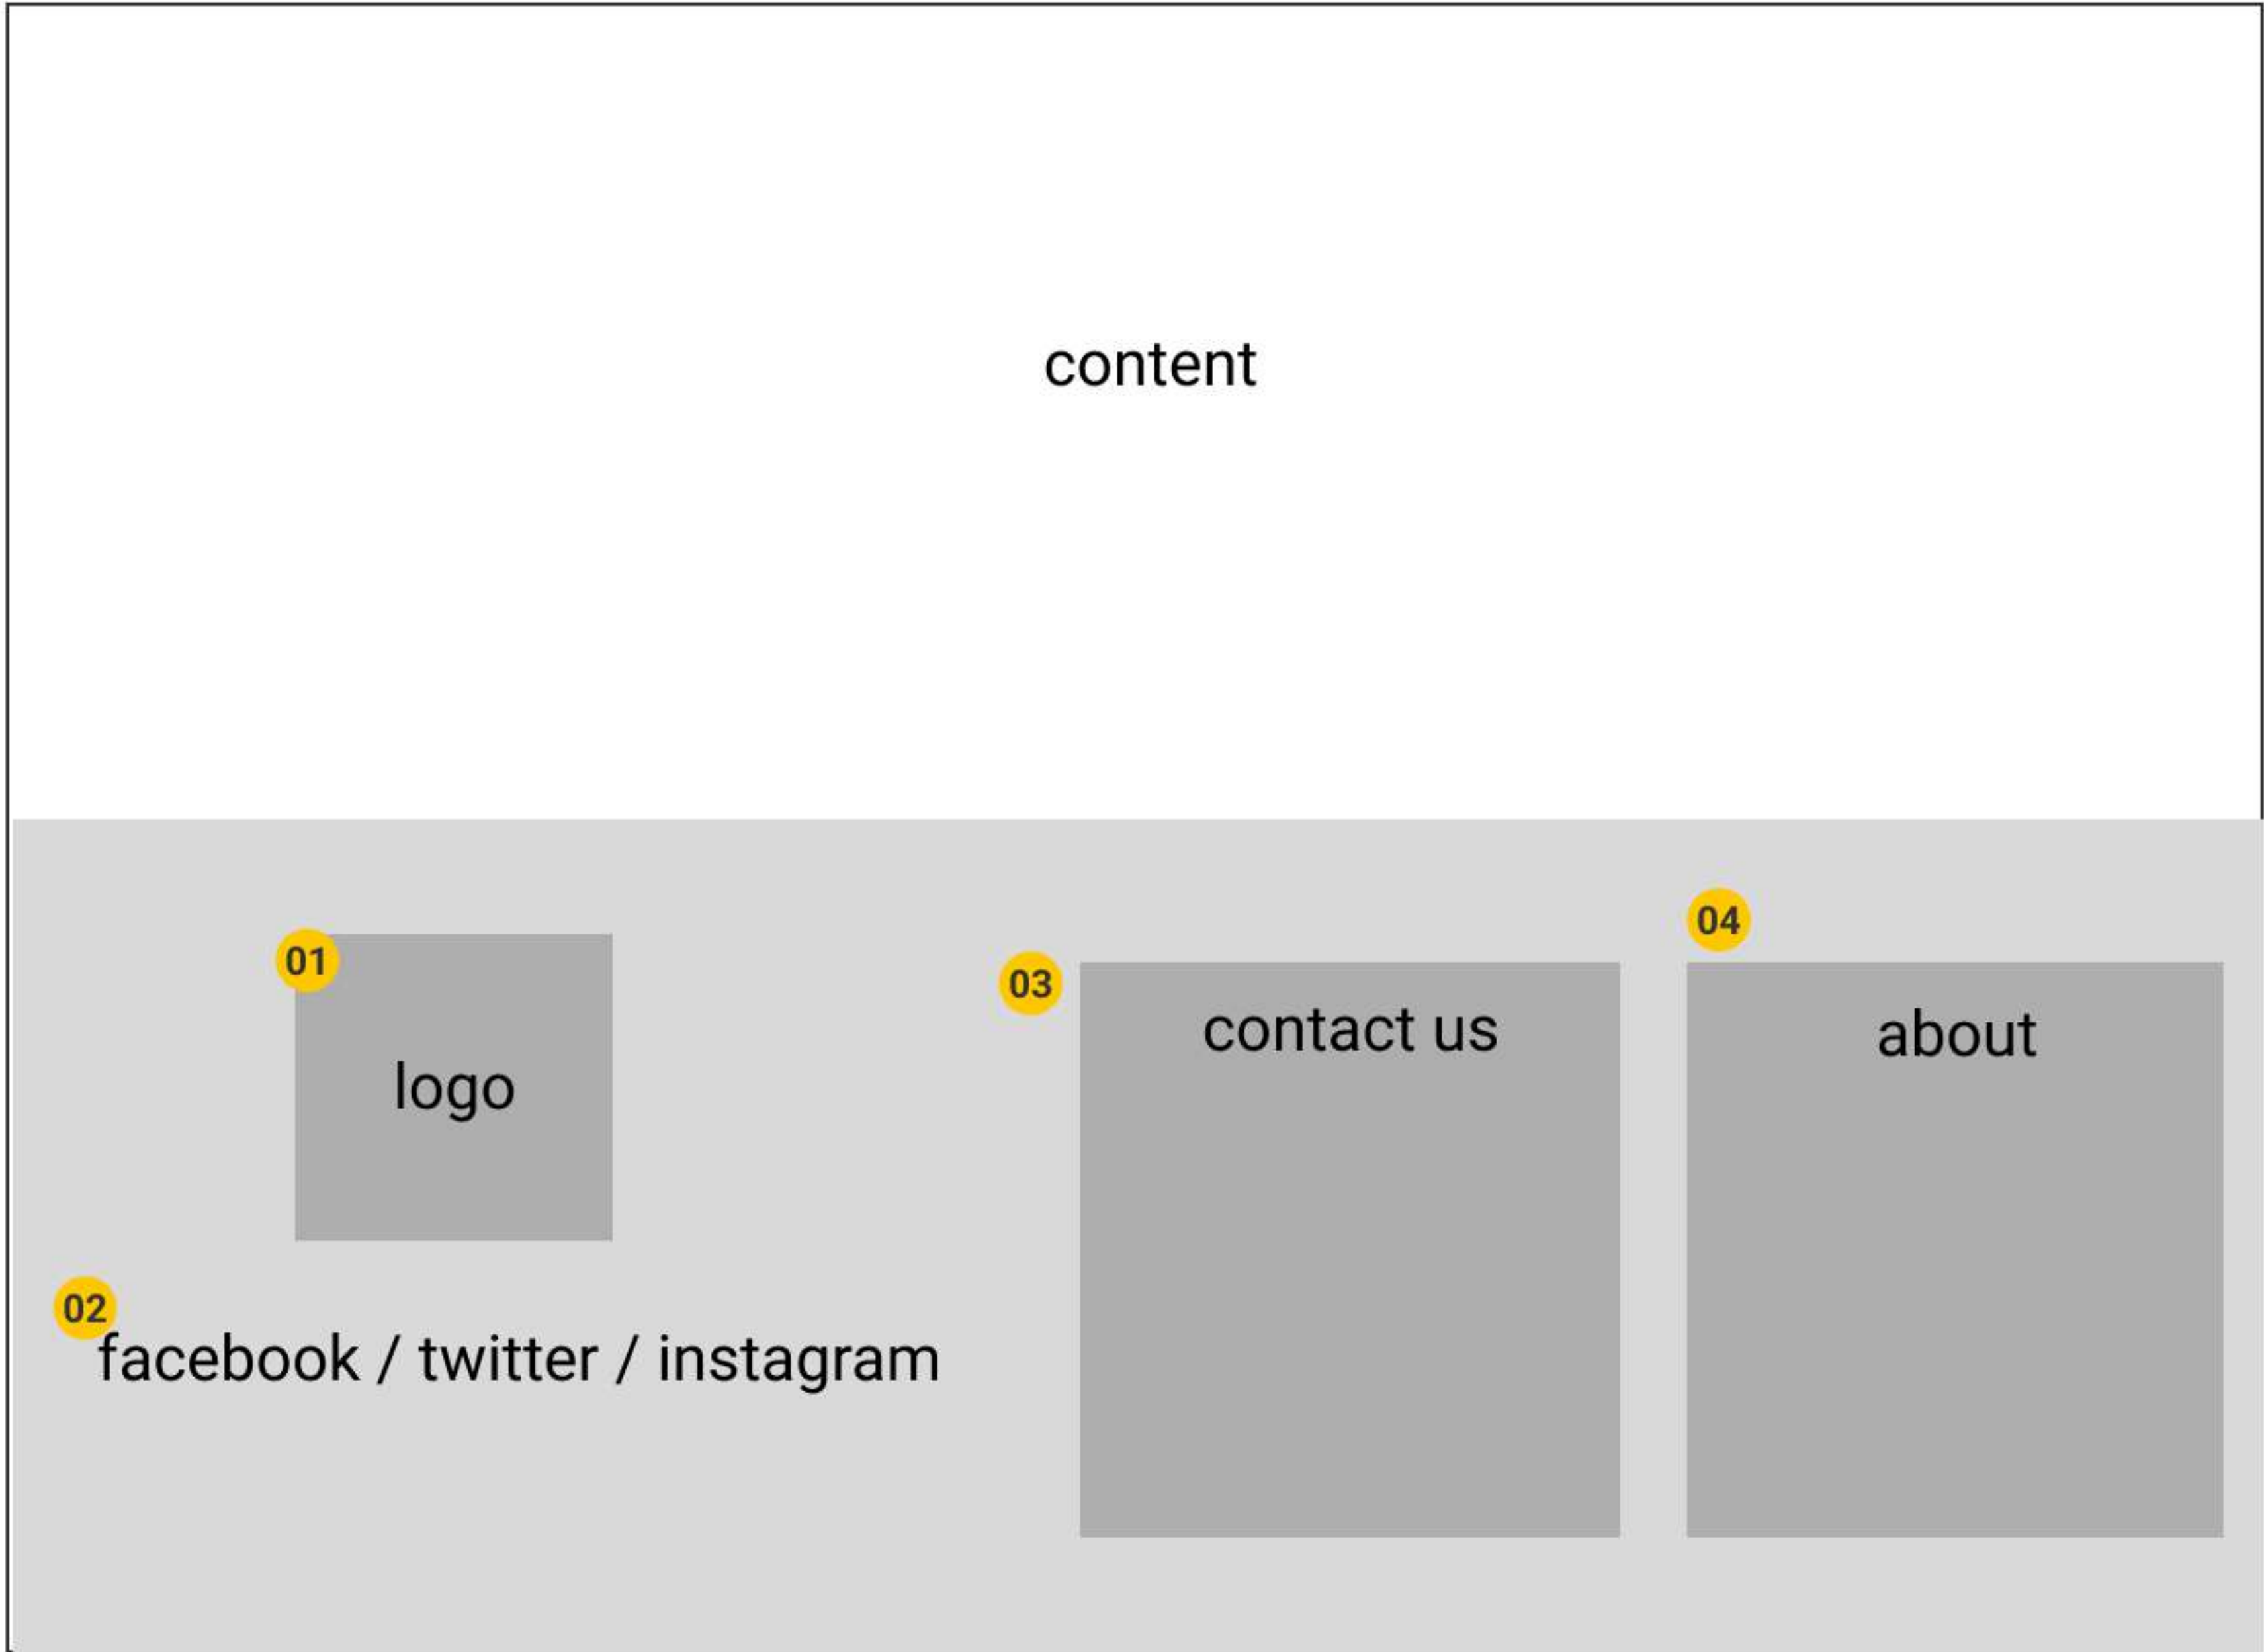 content
01
logo
02
facebook / twitter / instagram
03
contact us
04
about